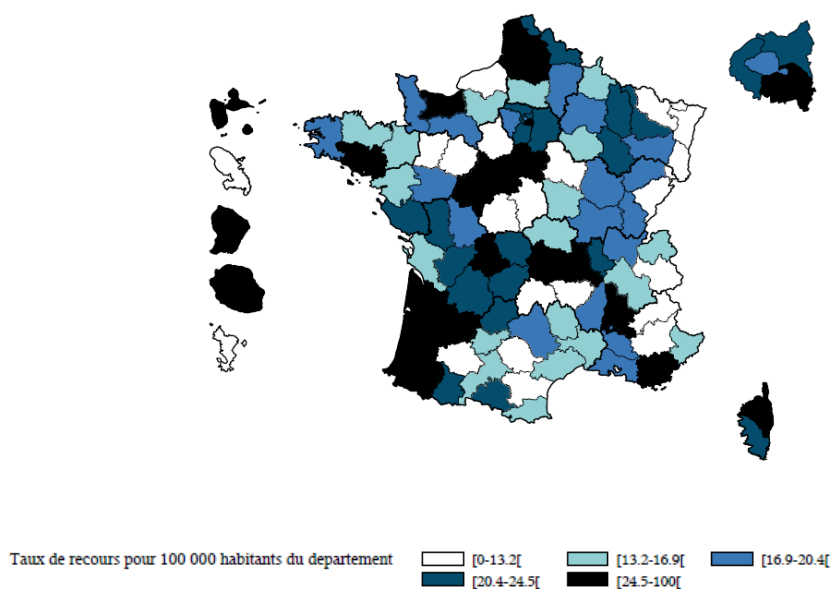 Taux de recours pour 100 000 habitants du departement [0-13.2[ [13.2-16.9[ [16.9-20.4[
[20.4-24.5[ [24.5-100[